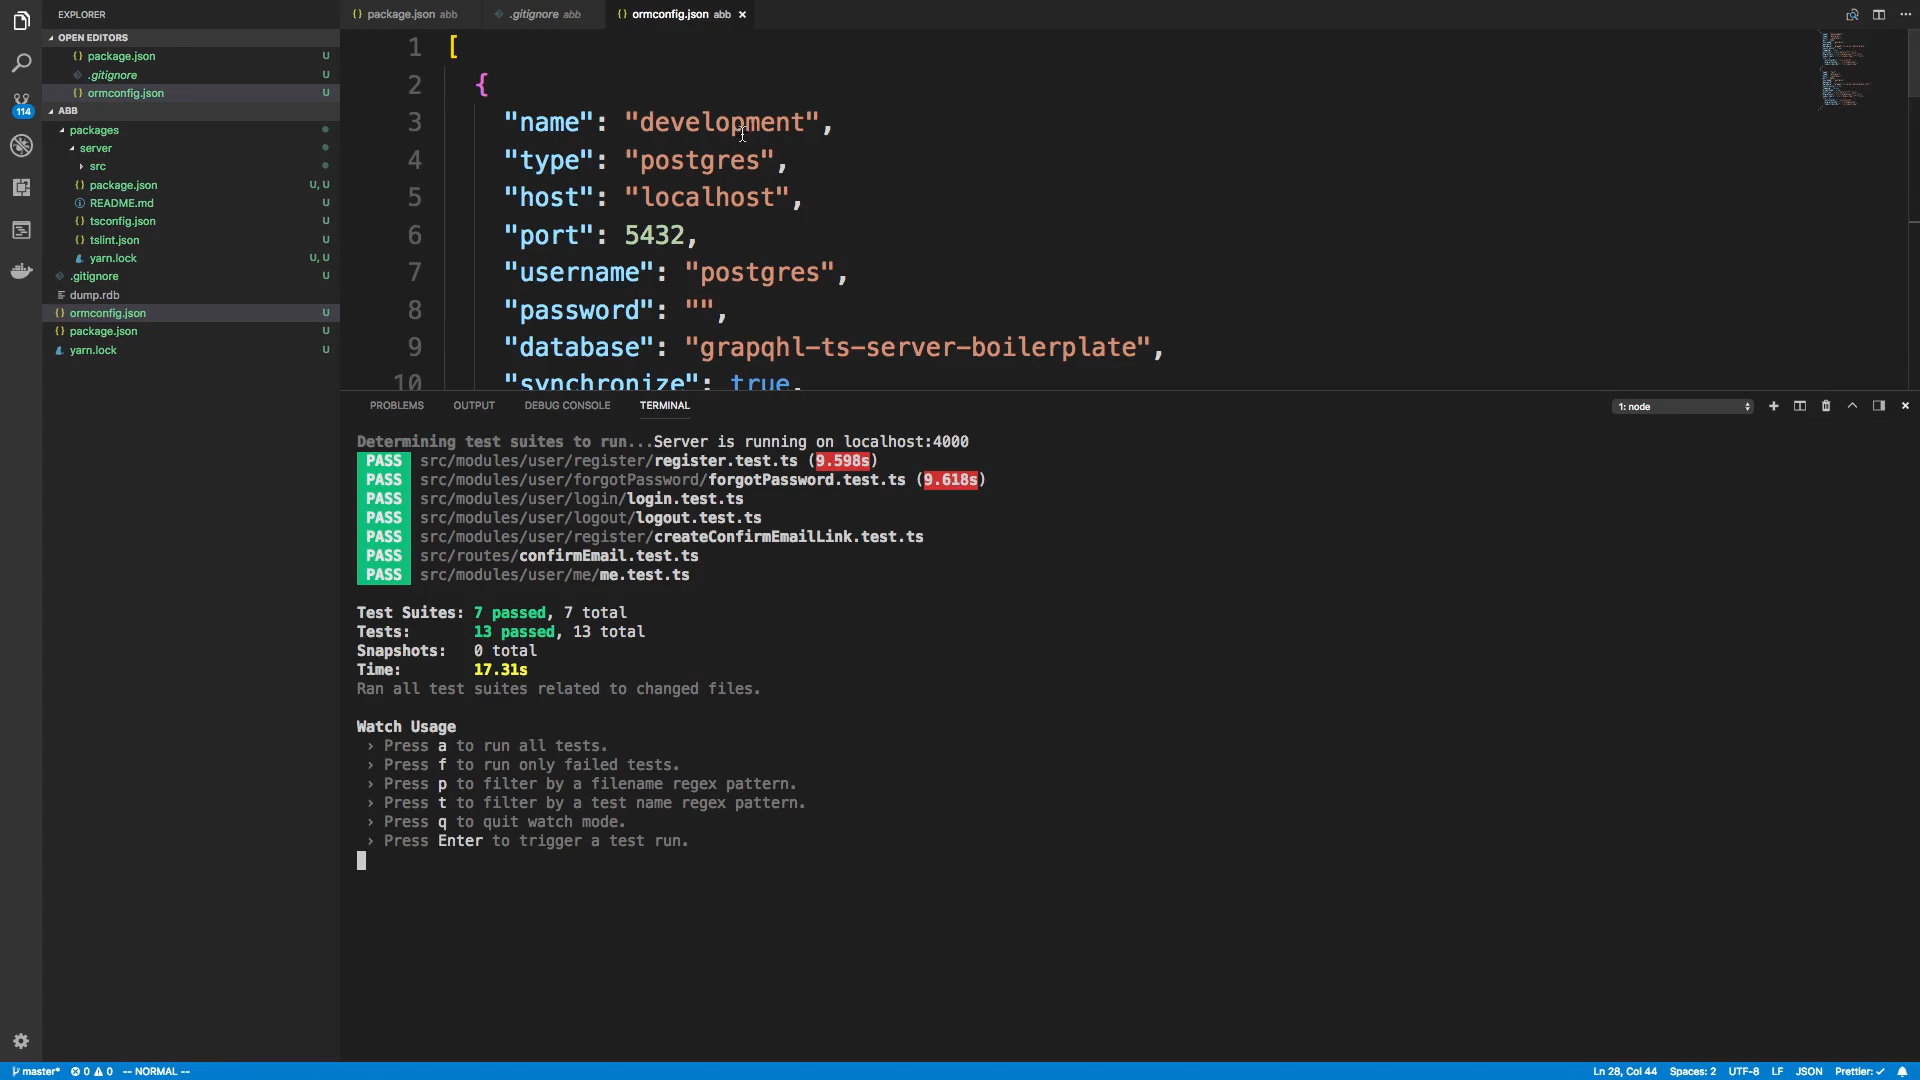 EXPLORER
OPEN EDITORS
package.json U
.gitignore U
ormconfig.json U
114
ABB
packages
server
src
package.json U, U
README.md U
tsconfig.json U
tslint.json U
yarn.lock U, U
.gitignore U
dump.rdb
ormconfig.json U
package.json U
yarn.lock U
package.json abb
.gitignore abb
ormconfig.json abb
1 [
2 {
3 "name": "development",
4 "type": "postgres",
5 "host": "localhost",
6 "port": 5432,
7 "username": "postgres",
8 "password": "",
9 "database": "grapqhl-ts-server-boilerplate",
10 "synchronize": true,
PROBLEMS OUTPUT DEBUG CONSOLE TERMINAL 1: node
Determining test suites to run...Server is running on localhost:4000
PASS src/modules/user/register/register.test.ts (9.598s)
PASS src/modules/user/forgotPassword/forgotPassword.test.ts (9.618s)
PASS src/modules/user/login/login.test.ts
PASS src/modules/user/logout/logout.test.ts
PASS src/modules/user/register/createConfirmEmailLink.test.ts
PASS src/routes/confirmEmail.test.ts
PASS src/modules/user/me/me.test.ts
Test Suites: 7 passed, 7 total
Tests: 13 passed, 13 total
Snapshots: 0 total
Time: 17.31s
Ran all test suites related to changed files.
Watch Usage
› Press a to run all tests.
› Press f to run only failed tests.
› Press p to filter by a filename regex pattern.
› Press t to filter by a test name regex pattern.
› Press q to quit watch mode.
› Press Enter to trigger a test run.
master* 0 0 -- NORMAL -- Ln 28, Col 44 Spaces: 2 UTF-8 LF JSON Prettier: ✓